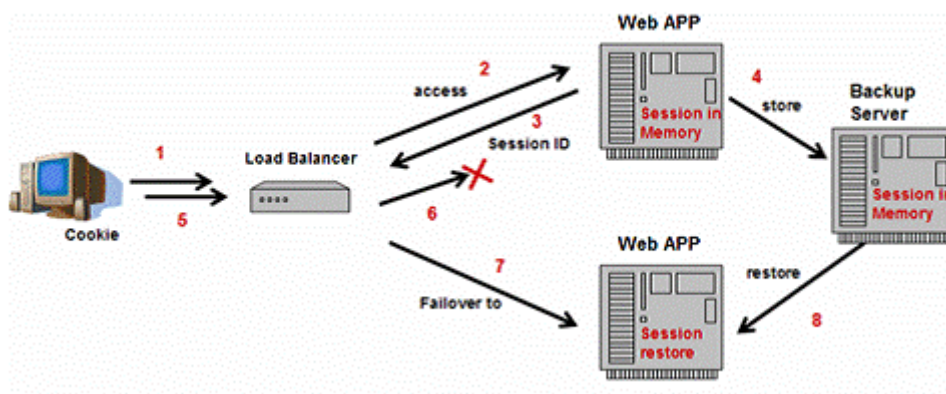 Web APP
2
access
4
store
Backup
Server
Session in
Memory
3
Session ID
1
Load Balancer
5
Cookie
6
Session in
Memory
Web APP
7
Failover to
restore
8
Session
restore